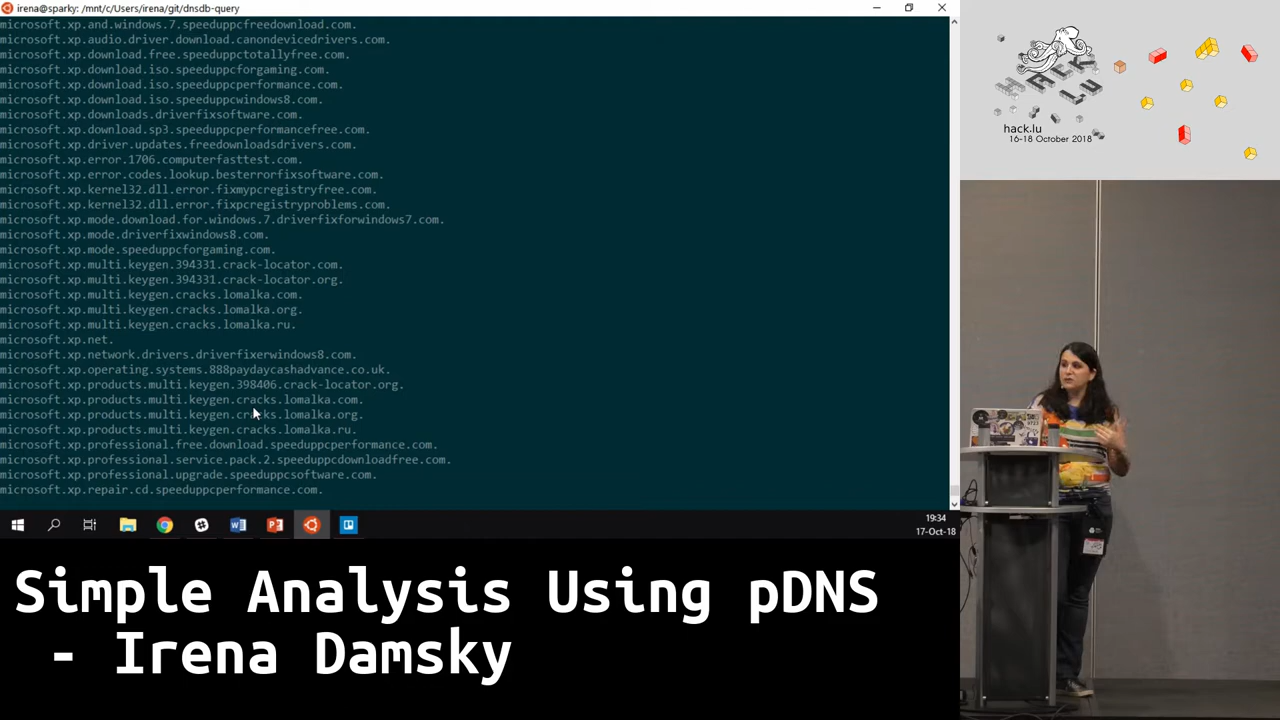 irena@sparky: /mnt/c/Users/irena/git/dnsdb-query
microsoft.xp.and.windows.7.speeduppcfreedownload.com.
microsoft.xp.audio.driver.download.canondevicedrivers.com.
microsoft.xp.download.free.speeduppctotallyfree.com.
microsoft.xp.download.iso.speeduppcforgaming.com.
microsoft.xp.download.iso.speeduppcperformance.com.
microsoft.xp.download.iso.speeduppcwindows8.com.
microsoft.xp.downloads.driverfixsoftware.com.
microsoft.xp.download.sp3.speeduppcperformancefree.com.
microsoft.xp.driver.updates.freedownloadsdrivers.com.
microsoft.xp.error.1706.computerfasttest.com.
microsoft.xp.error.codes.lookup.besterrorfixsoftware.com.
microsoft.xp.kernel32.dll.error.fixmypcregistryfree.com.
microsoft.xp.kernel32.dll.error.fixpcregistryproblems.com.
microsoft.xp.mode.download.for.windows.7.driverfixforwindows7.com.
microsoft.xp.mode.driverfixwindows8.com.
microsoft.xp.mode.speeduppcforgaming.com.
microsoft.xp.multi.keygen.394331.crack-locator.com.
microsoft.xp.multi.keygen.394331.crack-locator.org.
microsoft.xp.multi.keygen.cracks.lomalka.com.
microsoft.xp.multi.keygen.cracks.lomalka.org.
microsoft.xp.multi.keygen.cracks.lomalka.ru.
microsoft.xp.net.
microsoft.xp.network.drivers.driverfixerwindows8.com.
microsoft.xp.operating.systems.888paydaycashadvance.co.uk.
microsoft.xp.products.multi.keygen.398406.crack-locator.org.
microsoft.xp.products.multi.keygen.cracks.lomalka.com.
microsoft.xp.products.multi.keygen.cracks.lomalka.org.
microsoft.xp.products.multi.keygen.cracks.lomalka.ru.
microsoft.xp.professional.free.download.speeduppcperformance.com.
microsoft.xp.professional.service.pack.2.speeduppcdownloadfree.com.
microsoft.xp.professional.upgrade.speeduppcsoftware.com.
microsoft.xp.repair.cd.speeduppcperformance.com.
19:34
17-Oct-18
HACK
LU
hack.lu
16-18 October 2018
Simple Analysis Using pDNS
- Irena Damsky